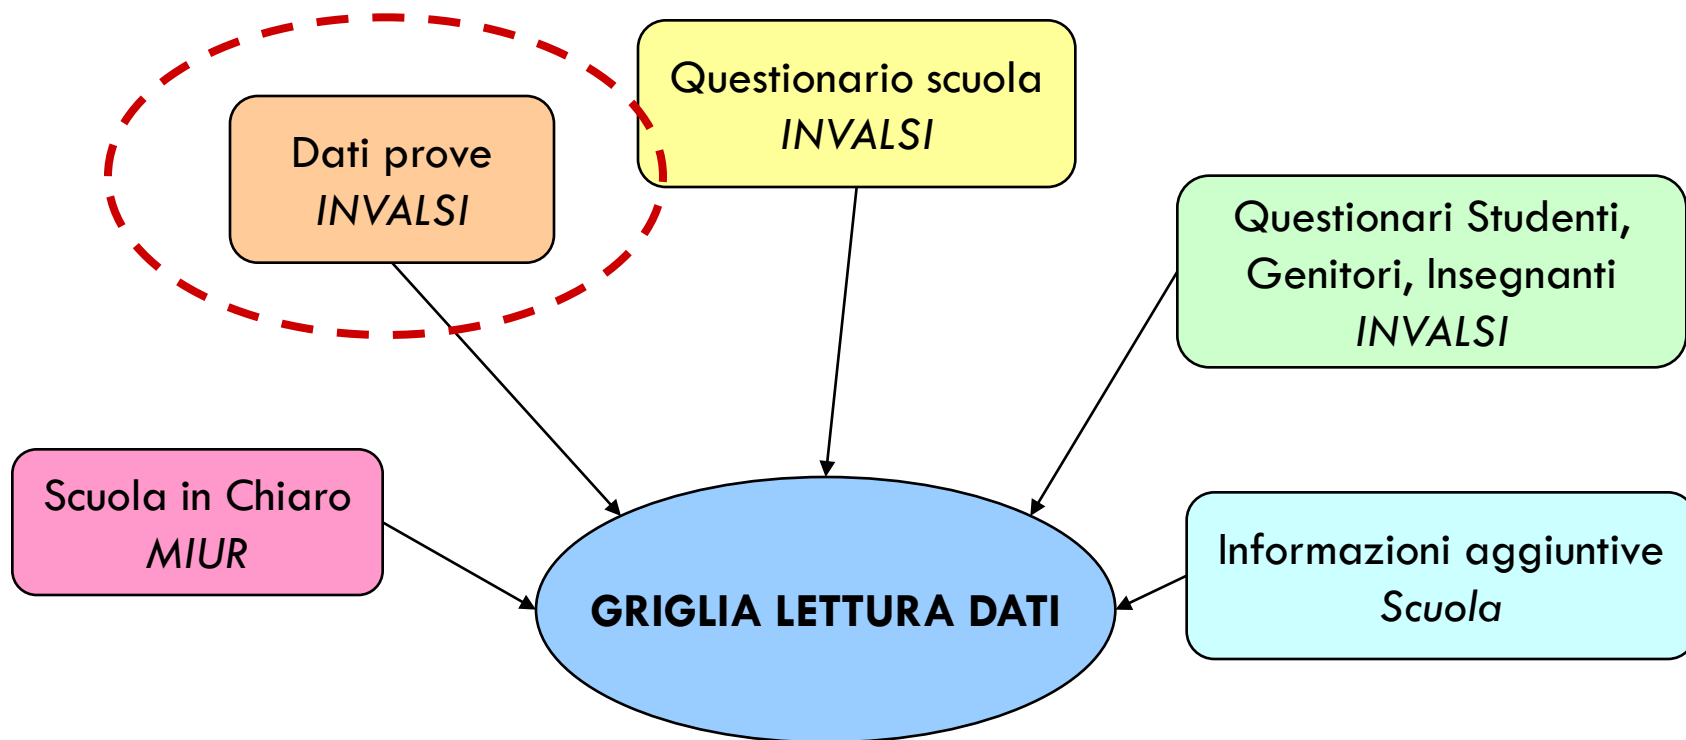 Questionario scuola
INVALSI
Dati prove
INVALSI
Questionari Studenti,
Genitori, Insegnanti
INVALSI
Scuola in Chiaro
MIUR
GRIGLIA LETTURA DATI
Informazioni aggiuntive
Scuola